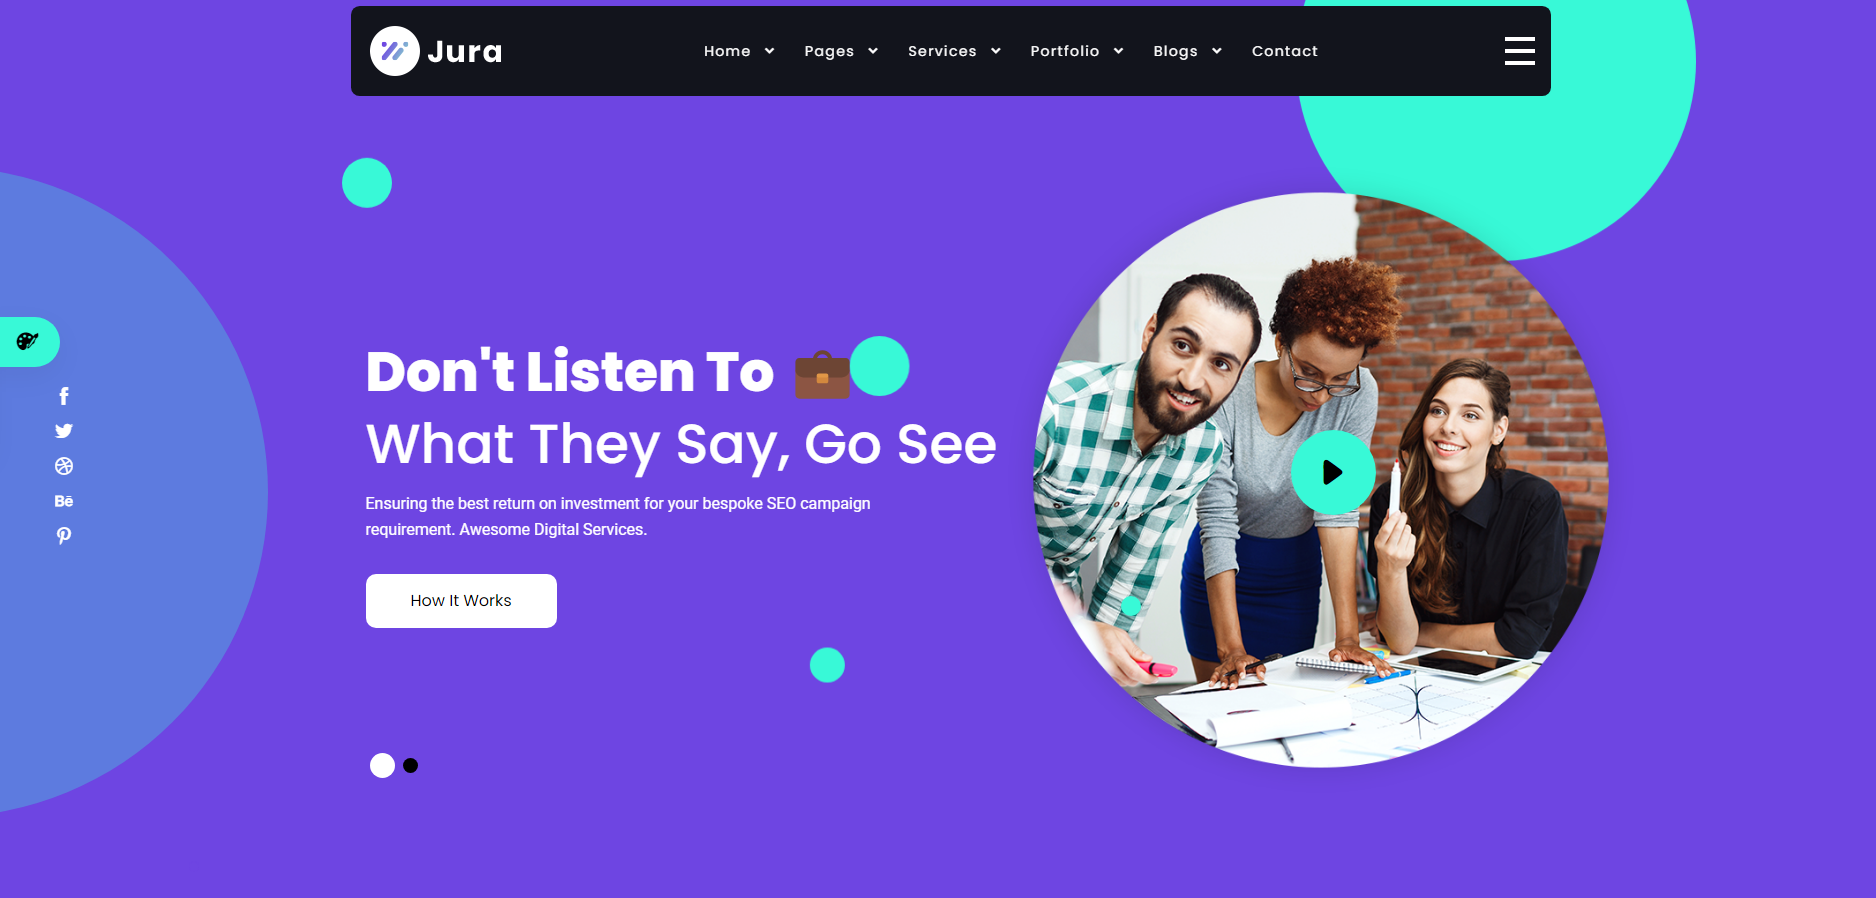 Jura
Home Pages Services Portfolio Blogs Contact
Don't Listen To
What They Say, Go See
Ensuring the best return on investment for your bespoke SEO campaign
requirement. Awesome Digital Services.
How It Works
Bē